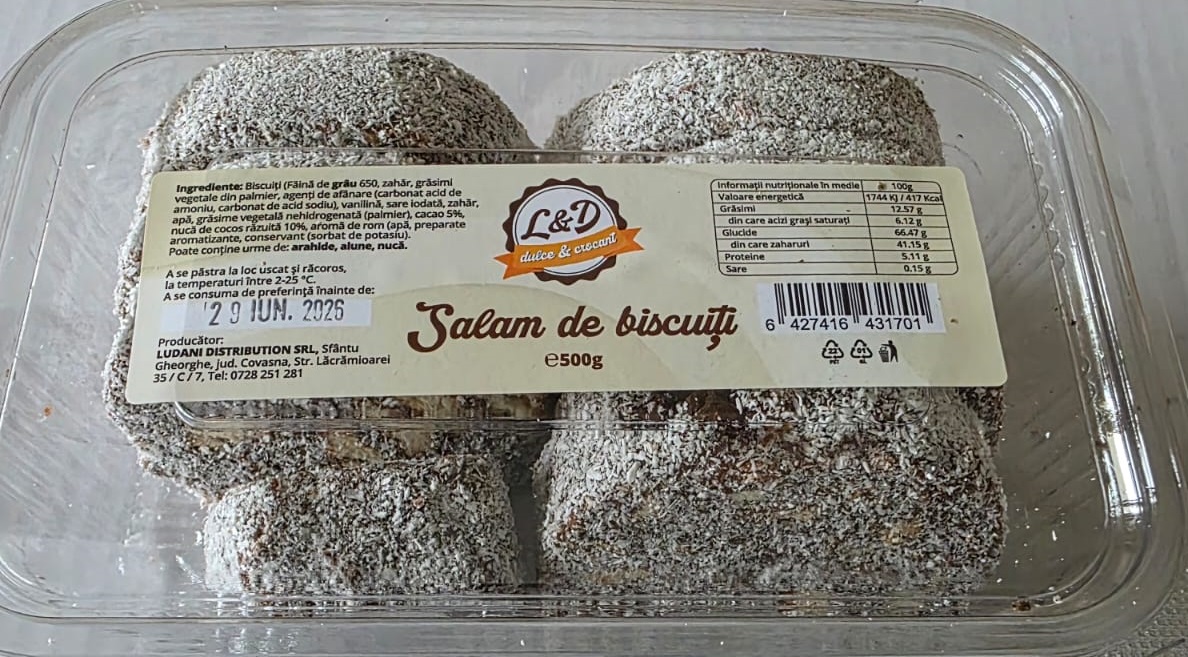 Ingrediente: Biscuiți (Făină de grâu 650, zahăr, grăsimi
vegetale din palmier, agenți de afânare (carbonat acid de
amoniu, carbonat de acid sodiu), vanilină, sare iodată, zahăr,
apă, grăsime vegetală nehidrogenată (palmier), cacao 5%,
nucă de cocos răzuită 10%, aromă de rom (apă, preparate
aromatizante, conservant (sorbat de potasiu).
Poate conține urme de: arahide, alune, nucă.
A se păstra la loc uscat și răcoros,
la temperaturi între 2-25 °C.
A se consuma de preferință înainte de:
29 IUN. 2026
Producător:
LUDANI DISTRIBUTION SRL, Sfântu
Gheorghe, jud. Covasna, Str. Lăcrămioarei
35 / C / 7, Tel: 0728 251 281
L&D
dulce & crocant
Salam de biscuiți
e500g
Informații nutriționale în medie 100g
Valoare energetică 1744 KJ / 417 Kcal
Grăsimi 12.57 g
din care acizi grași saturați 6.12 g
Glucide 66.47 g
din care zaharuri 41.15 g
Proteine 5.11 g
Sare 0.15 g
6 427416 431701